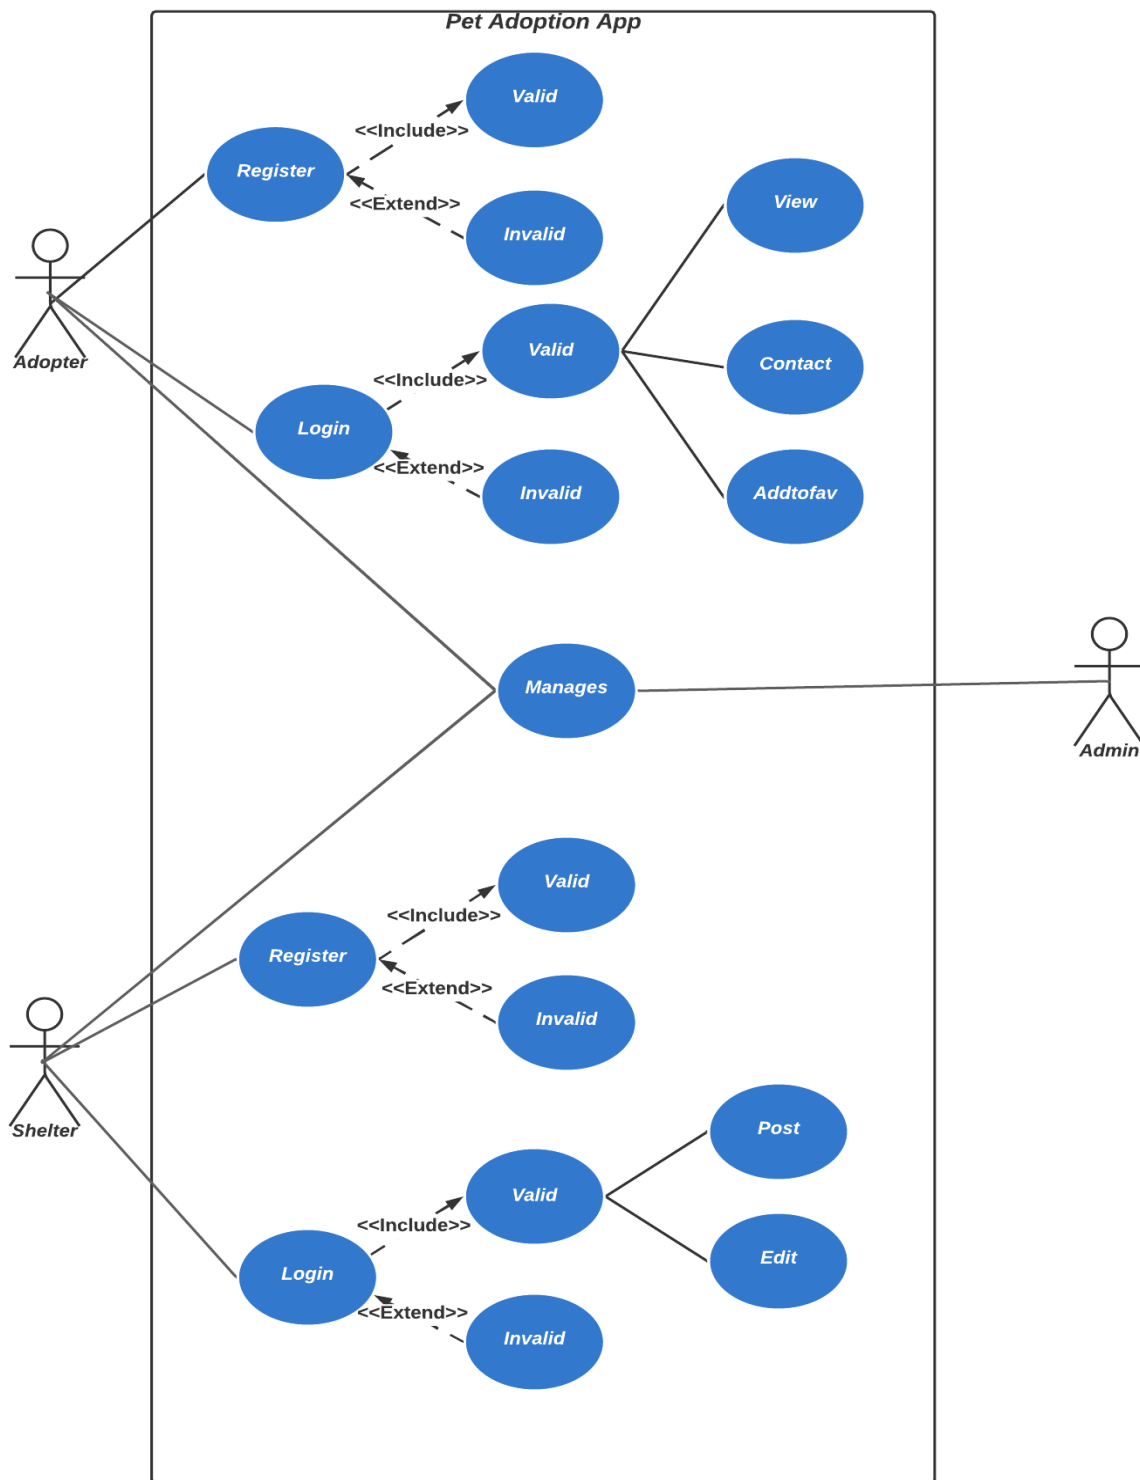 Pet Adoption App
Valid
<<Include>>
Register
<<Extend>>
Invalid
View
Adopter
Valid
Contact
<<Include>>
Login
<<Extend>>
Invalid
Addtofav
Manages
Admin
Valid
<<Include>>
Register
<<Extend>>
Invalid
Shelter
Post
Valid
<<Include>>
Edit
Login
<<Extend>>
Invalid